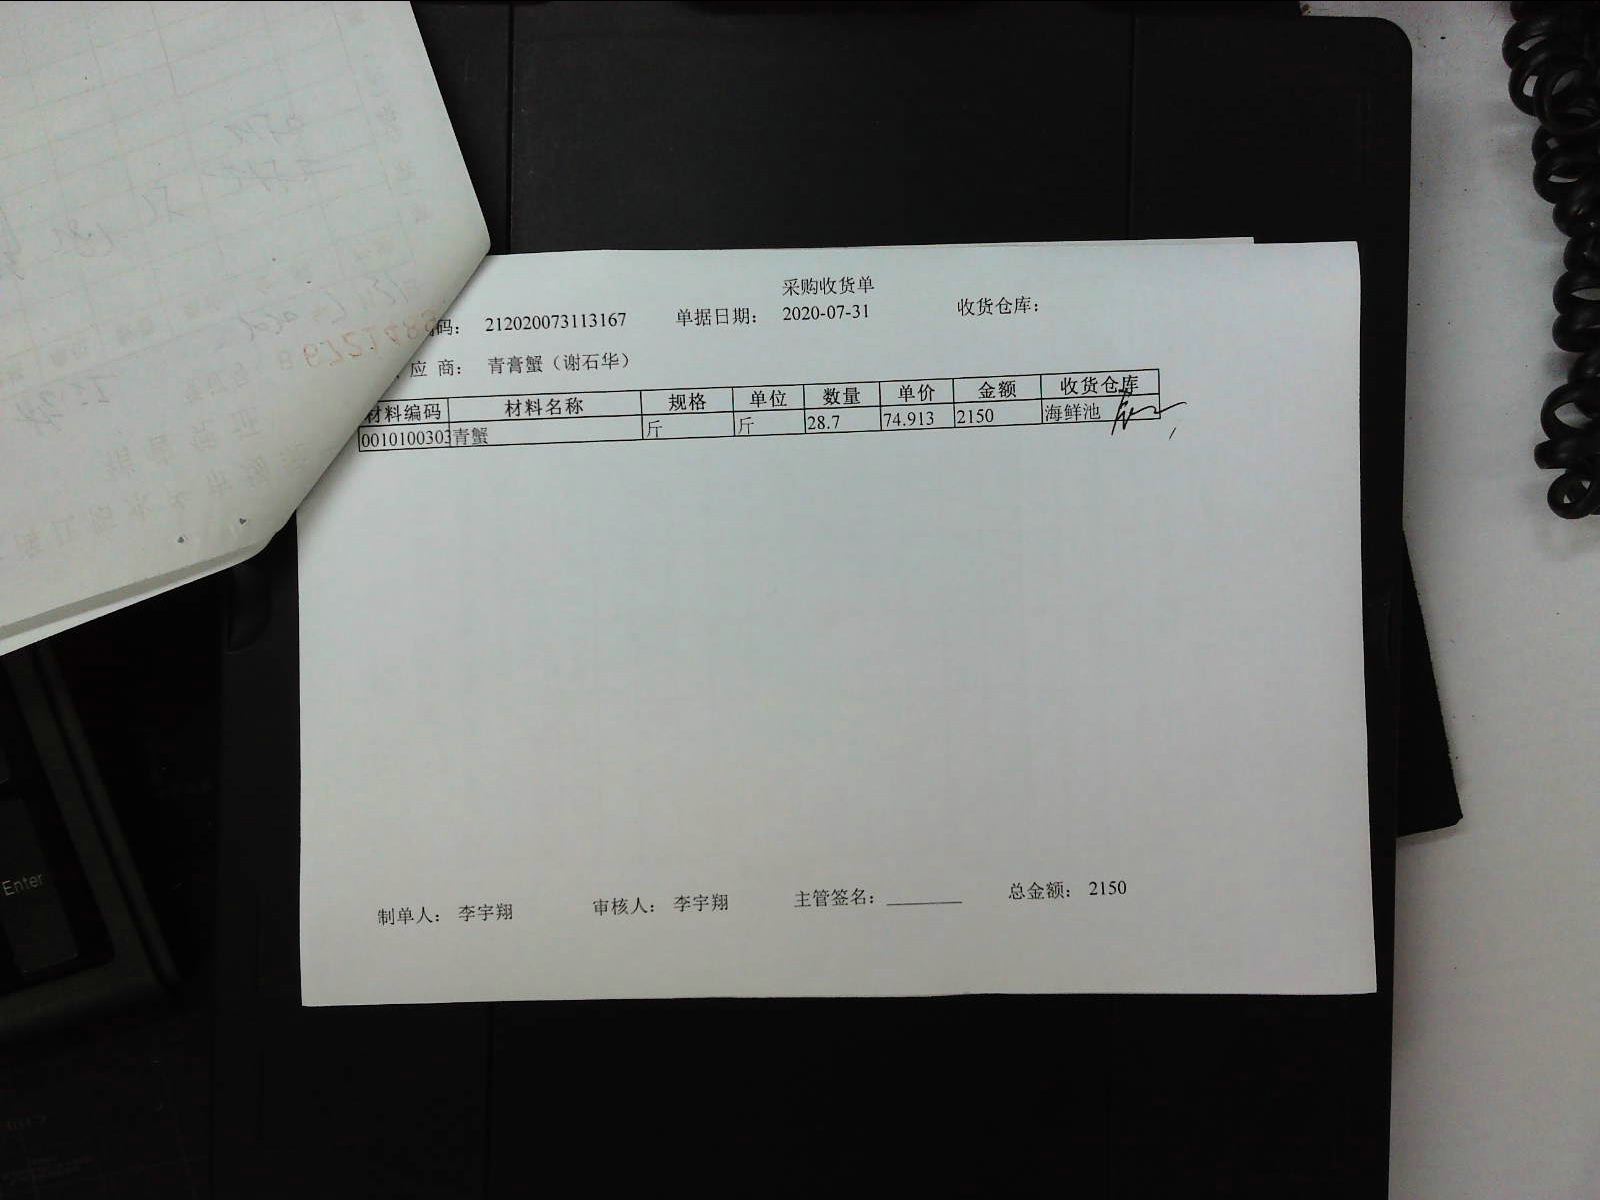 采购收货单
码: 212020073113167 单据日期: 2020-07-31 收货仓库:
应 商: 青膏蟹（谢石华）
材料编码 材料名称 规格 单位 数量 单价 金额 收货仓库
0010100303 青蟹 斤 斤 28.7 74.913 2150 海鲜池
制单人: 李宇翔 审核人: 李宇翔 主管签名:________ 总金额: 2150
Enter